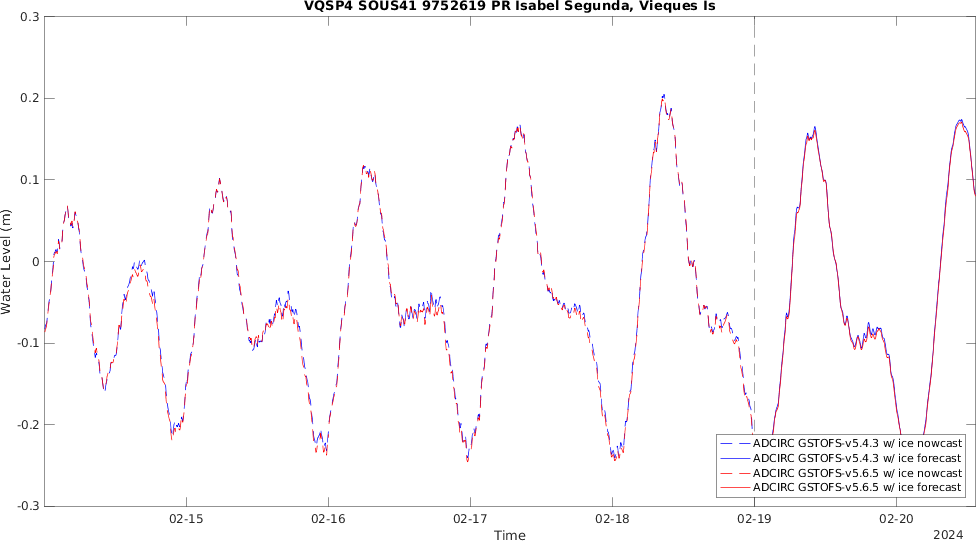 VQSP4 SOUS41 9752619 PR Isabel Segunda, Vieques Is
0.3
0.2
0.1
0
-0.1
-0.2
-0.3
Water Level (m)
ADCIRC GSTOFS-v5.4.3 w/ ice nowcast
ADCIRC GSTOFS-v5.4.3 w/ ice forecast
ADCIRC GSTOFS-v5.6.5 w/ ice nowcast
ADCIRC GSTOFS-v5.6.5 w/ ice forecast
02-15 02-16 02-17 02-18 02-19 02-20
Time
2024